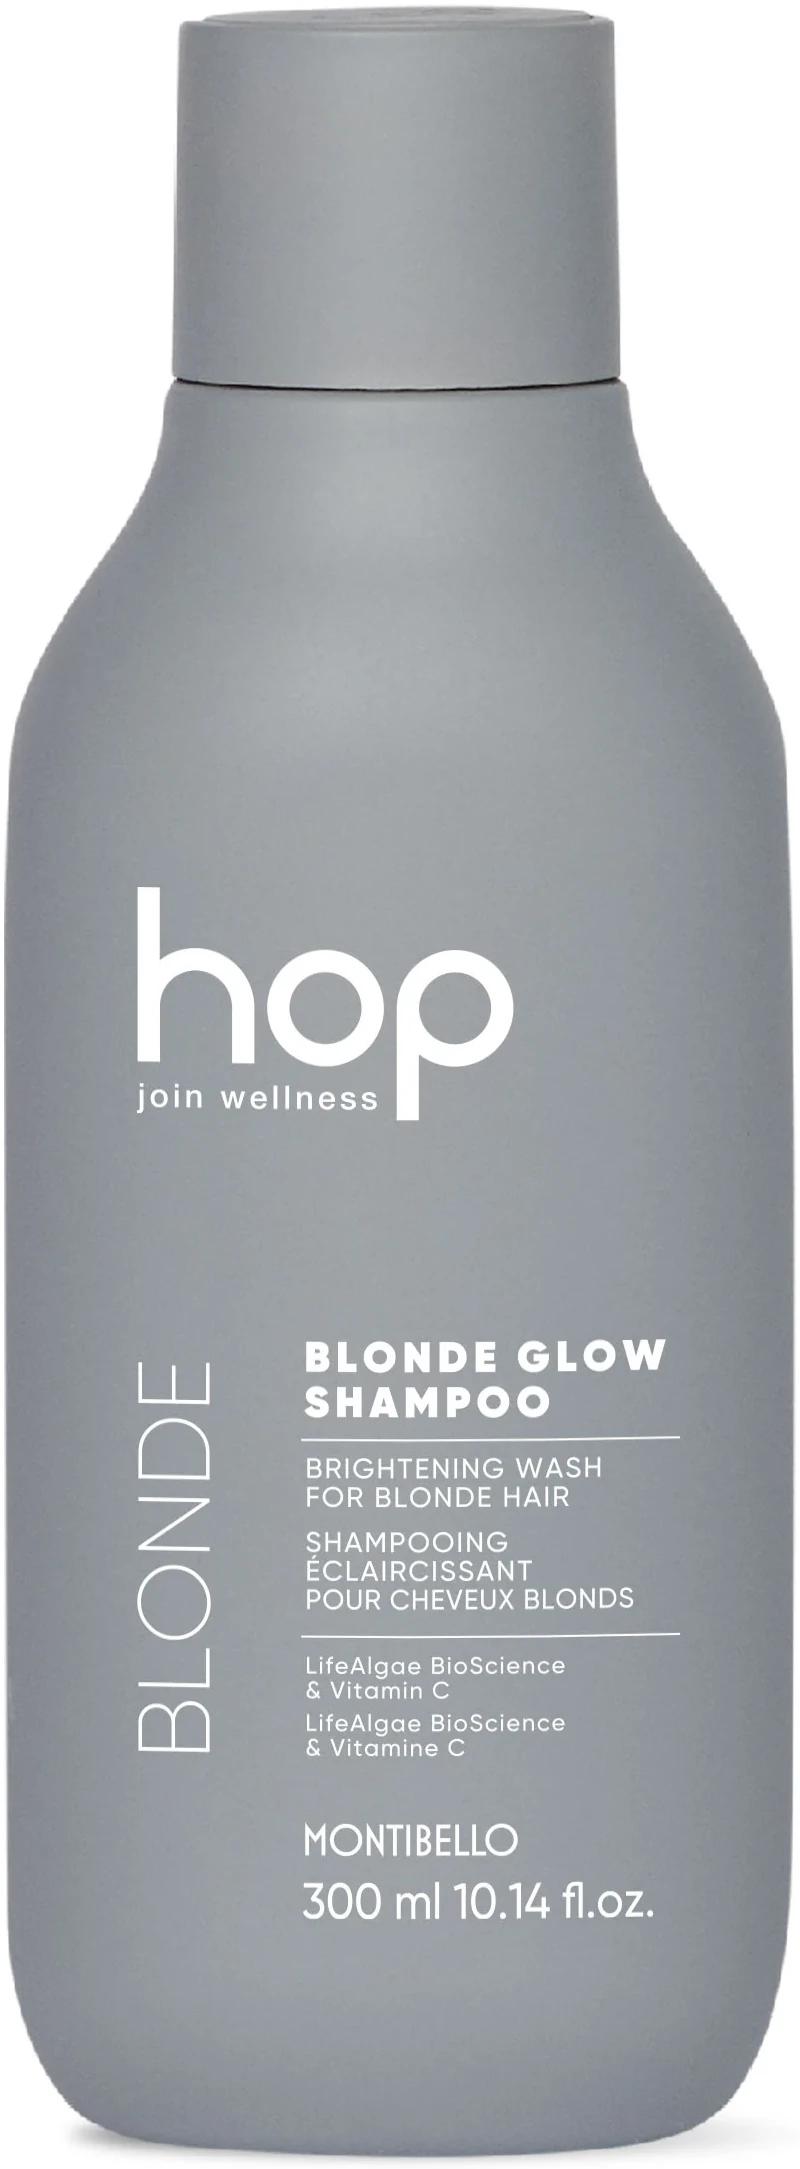 hop
join wellness
BLONDE
BLONDE GLOW
SHAMPOO
BRIGHTENING WASH
FOR BLONDE HAIR
SHAMPOOING
ÉCLAIRCISSANT
POUR CHEVEUX BLONDS
LifeAlgae BioScience
& Vitamin C
LifeAlgae BioScience
& Vitamine C
MONTIBELLO
300 ml 10.14 fl.oz.